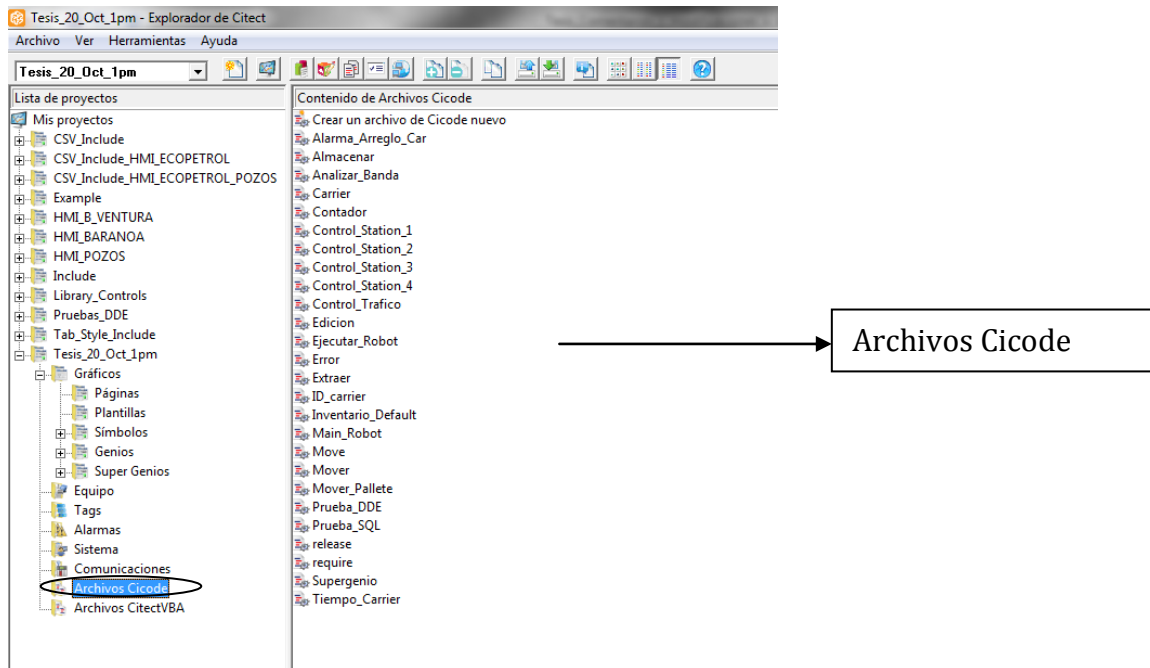 Tesis_20_Oct_1pm - Explorador de Citect
Archivo Ver Herramientas Ayuda
Tesis_20_Oct_1pm
Lista de proyectos
Mis proyectos
CSV_Include
CSV_Include_HMI_ECOPETROL
CSV_Include_HMI_ECOPETROL_POZOS
Example
HMI_B_VENTURA
HMI_BARANOA
HMI_POZOS
Include
Library_Controls
Pruebas_DDE
Tab_Style_Include
Tesis_20_Oct_1pm
Gráficos
Páginas
Plantillas
Símbolos
Genios
Super Genios
Equipo
Tags
Alarmas
Sistema
Comunicaciones
Archivos Cicode
Archivos CitectVBA
Contenido de Archivos Cicode
Crear un archivo de Cicode nuevo
Alarma_Arreglo_Car
Almacenar
Analizar_Banda
Carrier
Contador
Control_Station_1
Control_Station_2
Control_Station_3
Control_Station_4
Control_Trafico
Edicion
Ejecutar_Robot
Error
Extraer
ID_carrier
Inventario_Default
Main_Robot
Move
Mover
Mover_Pallete
Prueba_DDE
Prueba_SQL
release
require
Supergenio
Tiempo_Carrier
Archivos Cicode